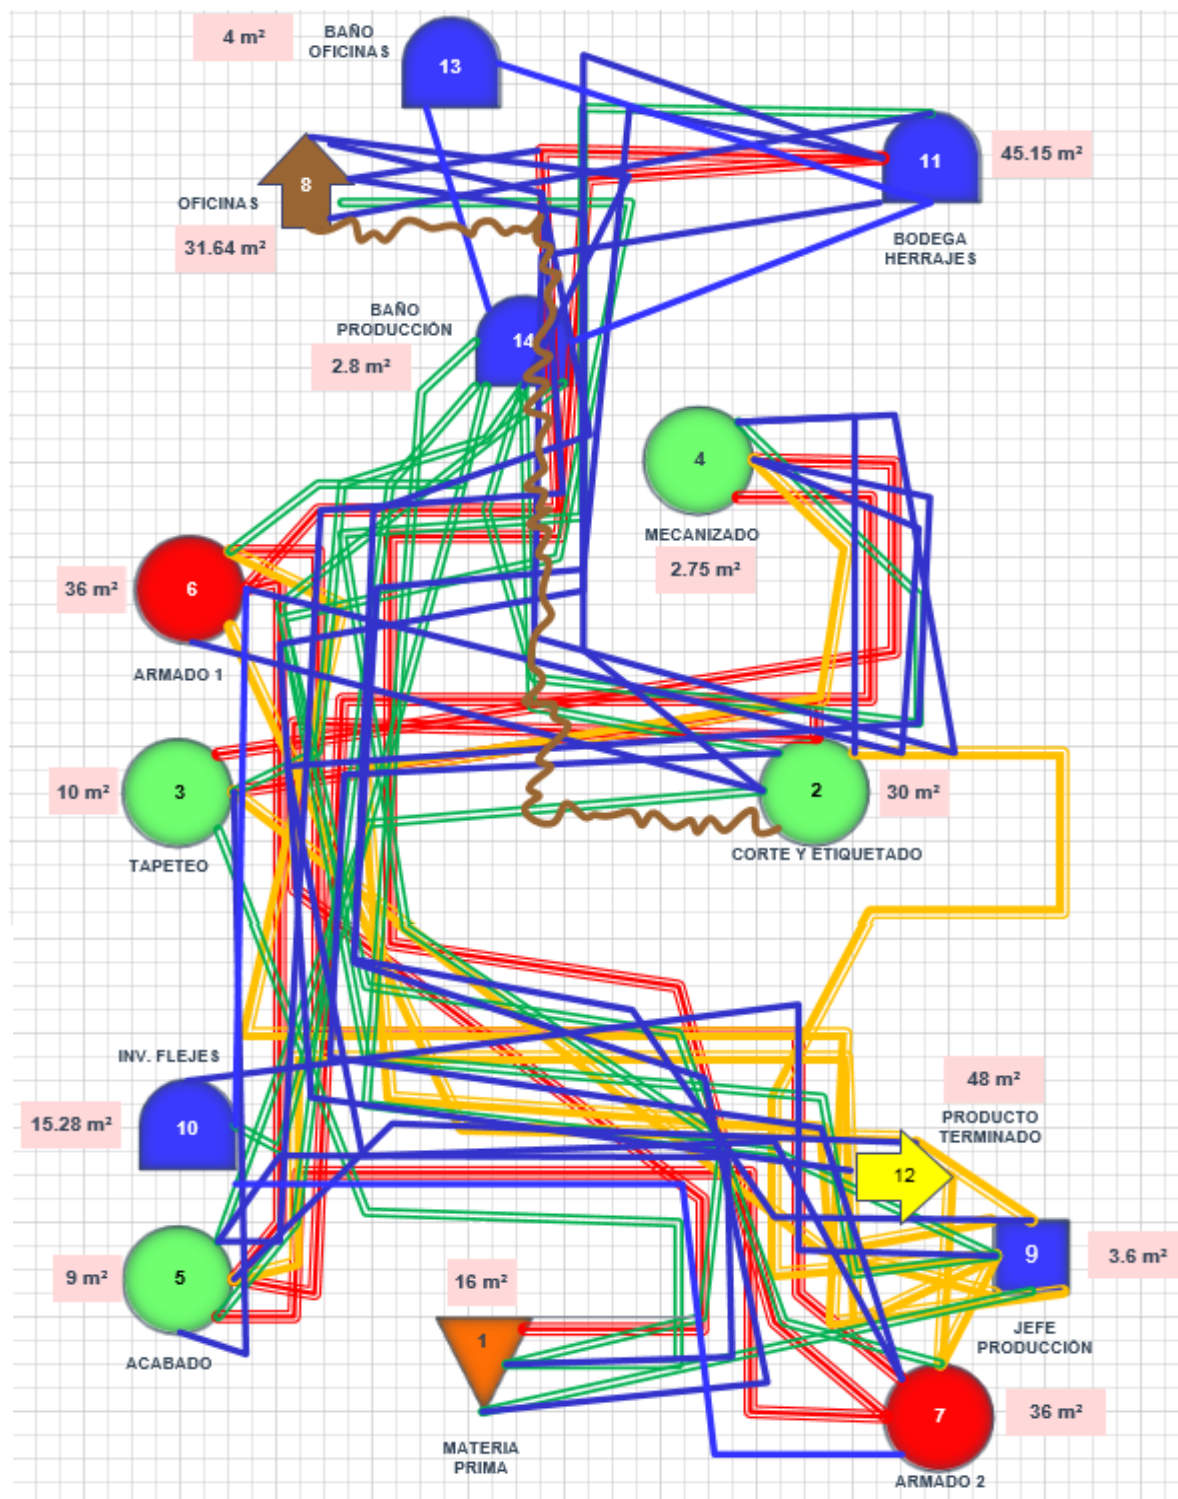 4 m²
BAÑO
OFICINAS
13
11
45.15 m²
8
OFICINAS
31.64 m²
BODEGA
HERRAJES
BAÑO
PRODUCCIÓN
14
2.8 m²
4
MECANIZADO
2.75 m²
36 m²
6
ARMADO 1
10 m²
3
TAPETEO
2
30 m²
CORTE Y ETIQUETADO
INV. FLEJES
15.28 m²
10
48 m²
PRODUCTO
TERMINADO
12
9 m²
5
ACABADO
9
3.6 m²
JEFE
PRODUCCIÓN
16 m²
1
MATERIA
PRIMA
7
36 m²
ARMADO 2